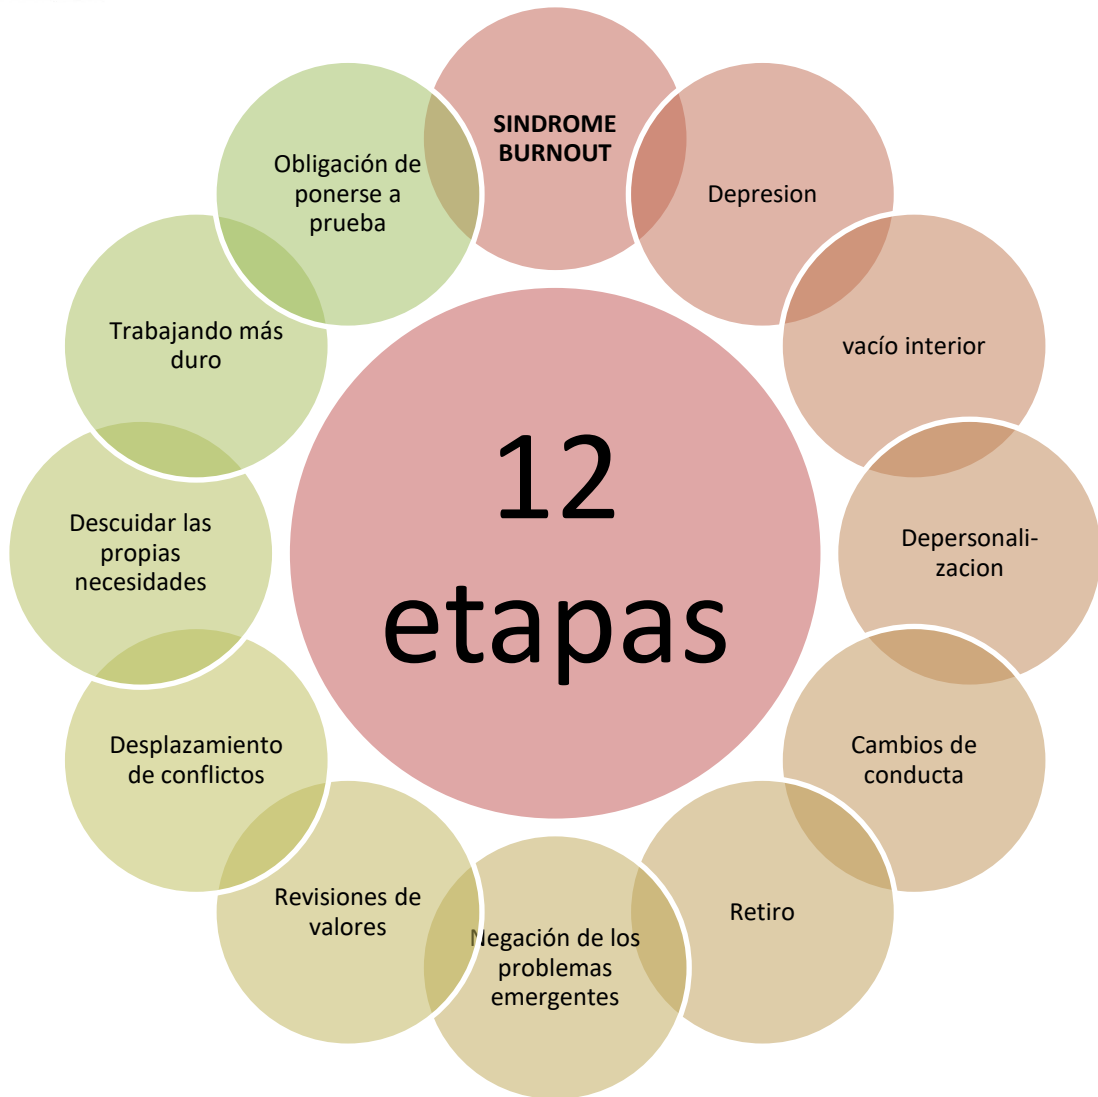 SINDROME
BURNOUT
Depresion
vacío interior
Depersonali-
zacion
Cambios de
conducta
Retiro
Negación de los
problemas
emergentes
Revisiones de
valores
Desplazamiento
de conflictos
Descuidar las
propias
necesidades
Trabajando más
duro
Obligación de
ponerse a
prueba
12
etapas